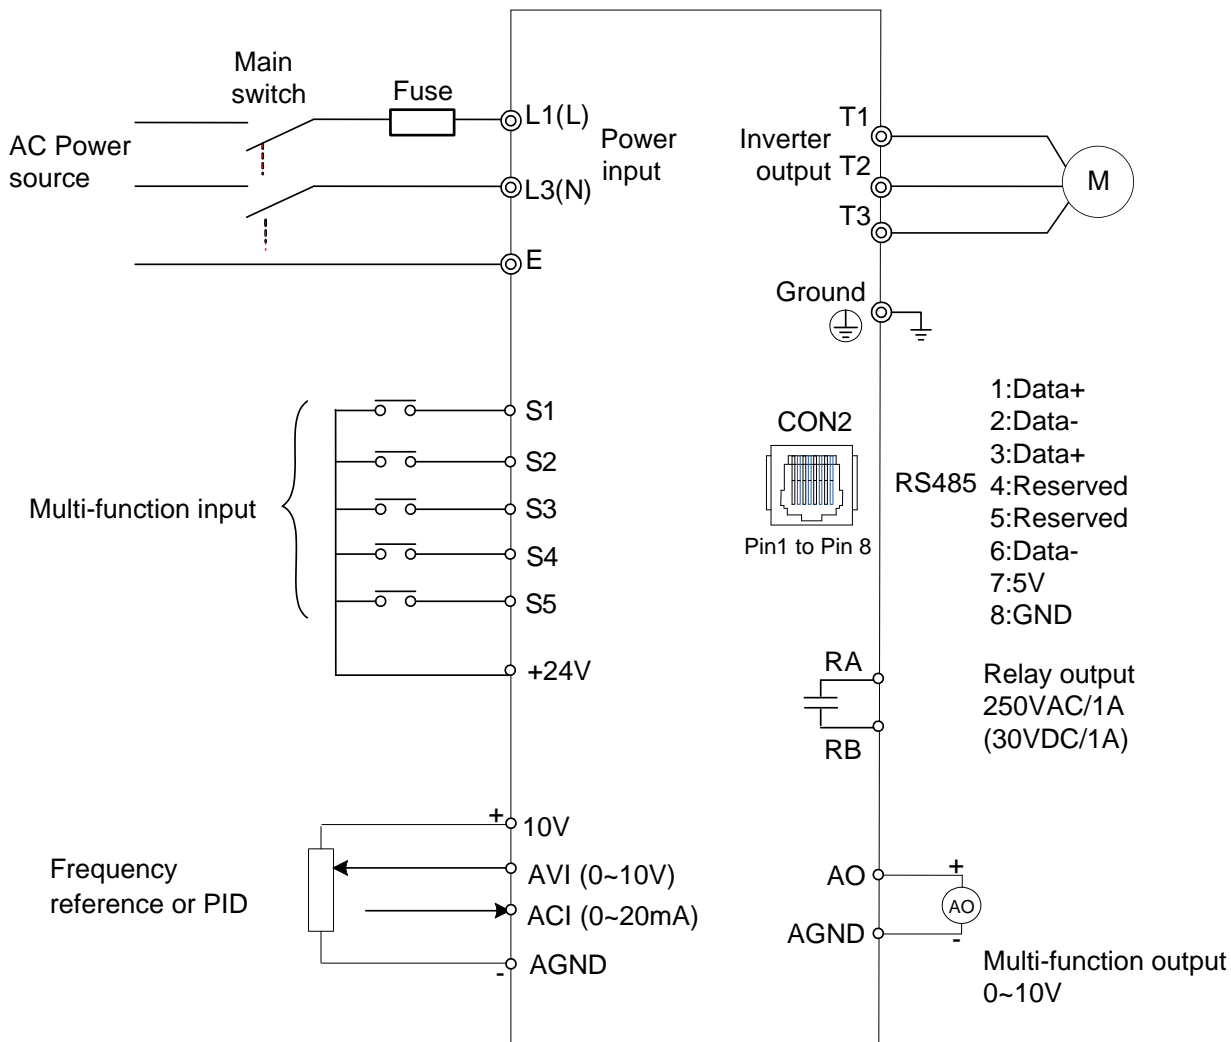 Main
switch
Fuse
AC Power
source
L1(L)
L3(N)
E
Power
input
Inverter
output
T1
T2
T3
M
Ground
Multi-function input
S1
S2
S3
S4
S5
+24V
CON2
Pin1 to Pin 8
RS485
1:Data+
2:Data-
3:Data+
4:Reserved
5:Reserved
6:Data-
7:5V
8:GND
RA
RB
Relay output
250VAC/1A
(30VDC/1A)
Frequency
reference or PID
+
10V
AVI (0~10V)
ACI (0~20mA)
-
AGND
AO
AGND
+
AO
-
Multi-function output
0~10V